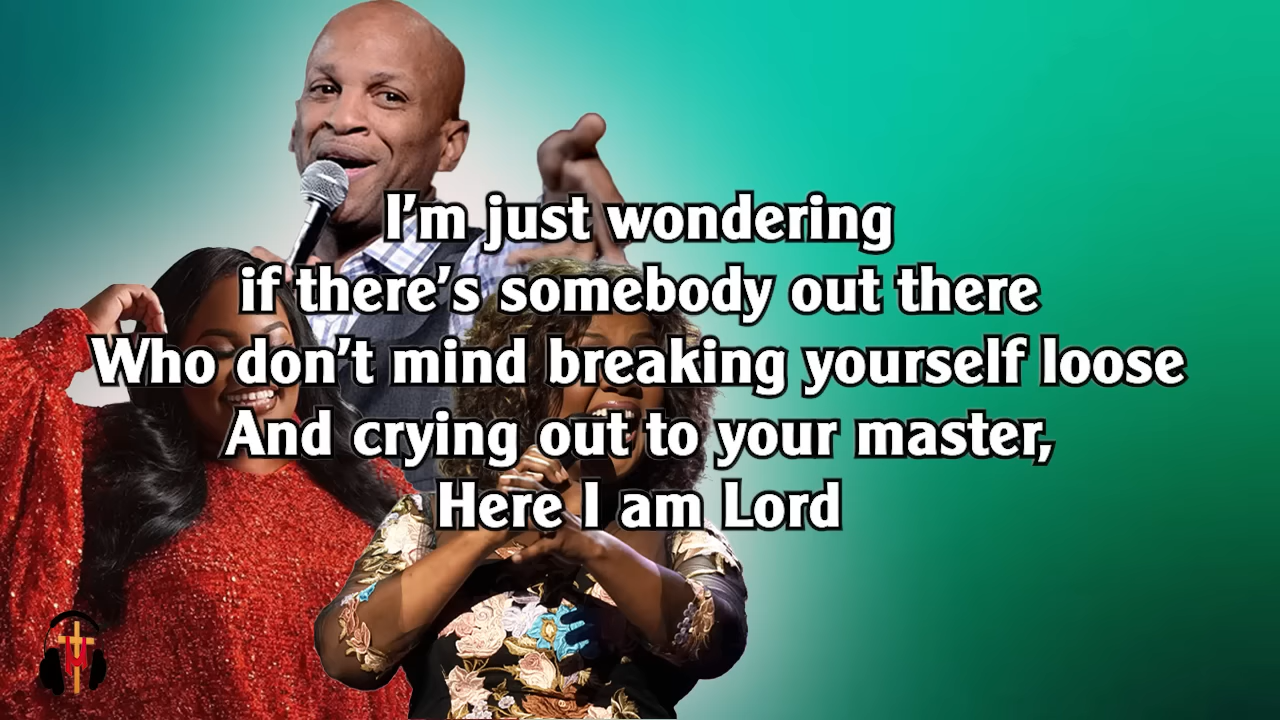 I'm just wondering
if there's somebody out there
Who don't mind breaking yourself loose
And crying out to your master,
Here I am Lord